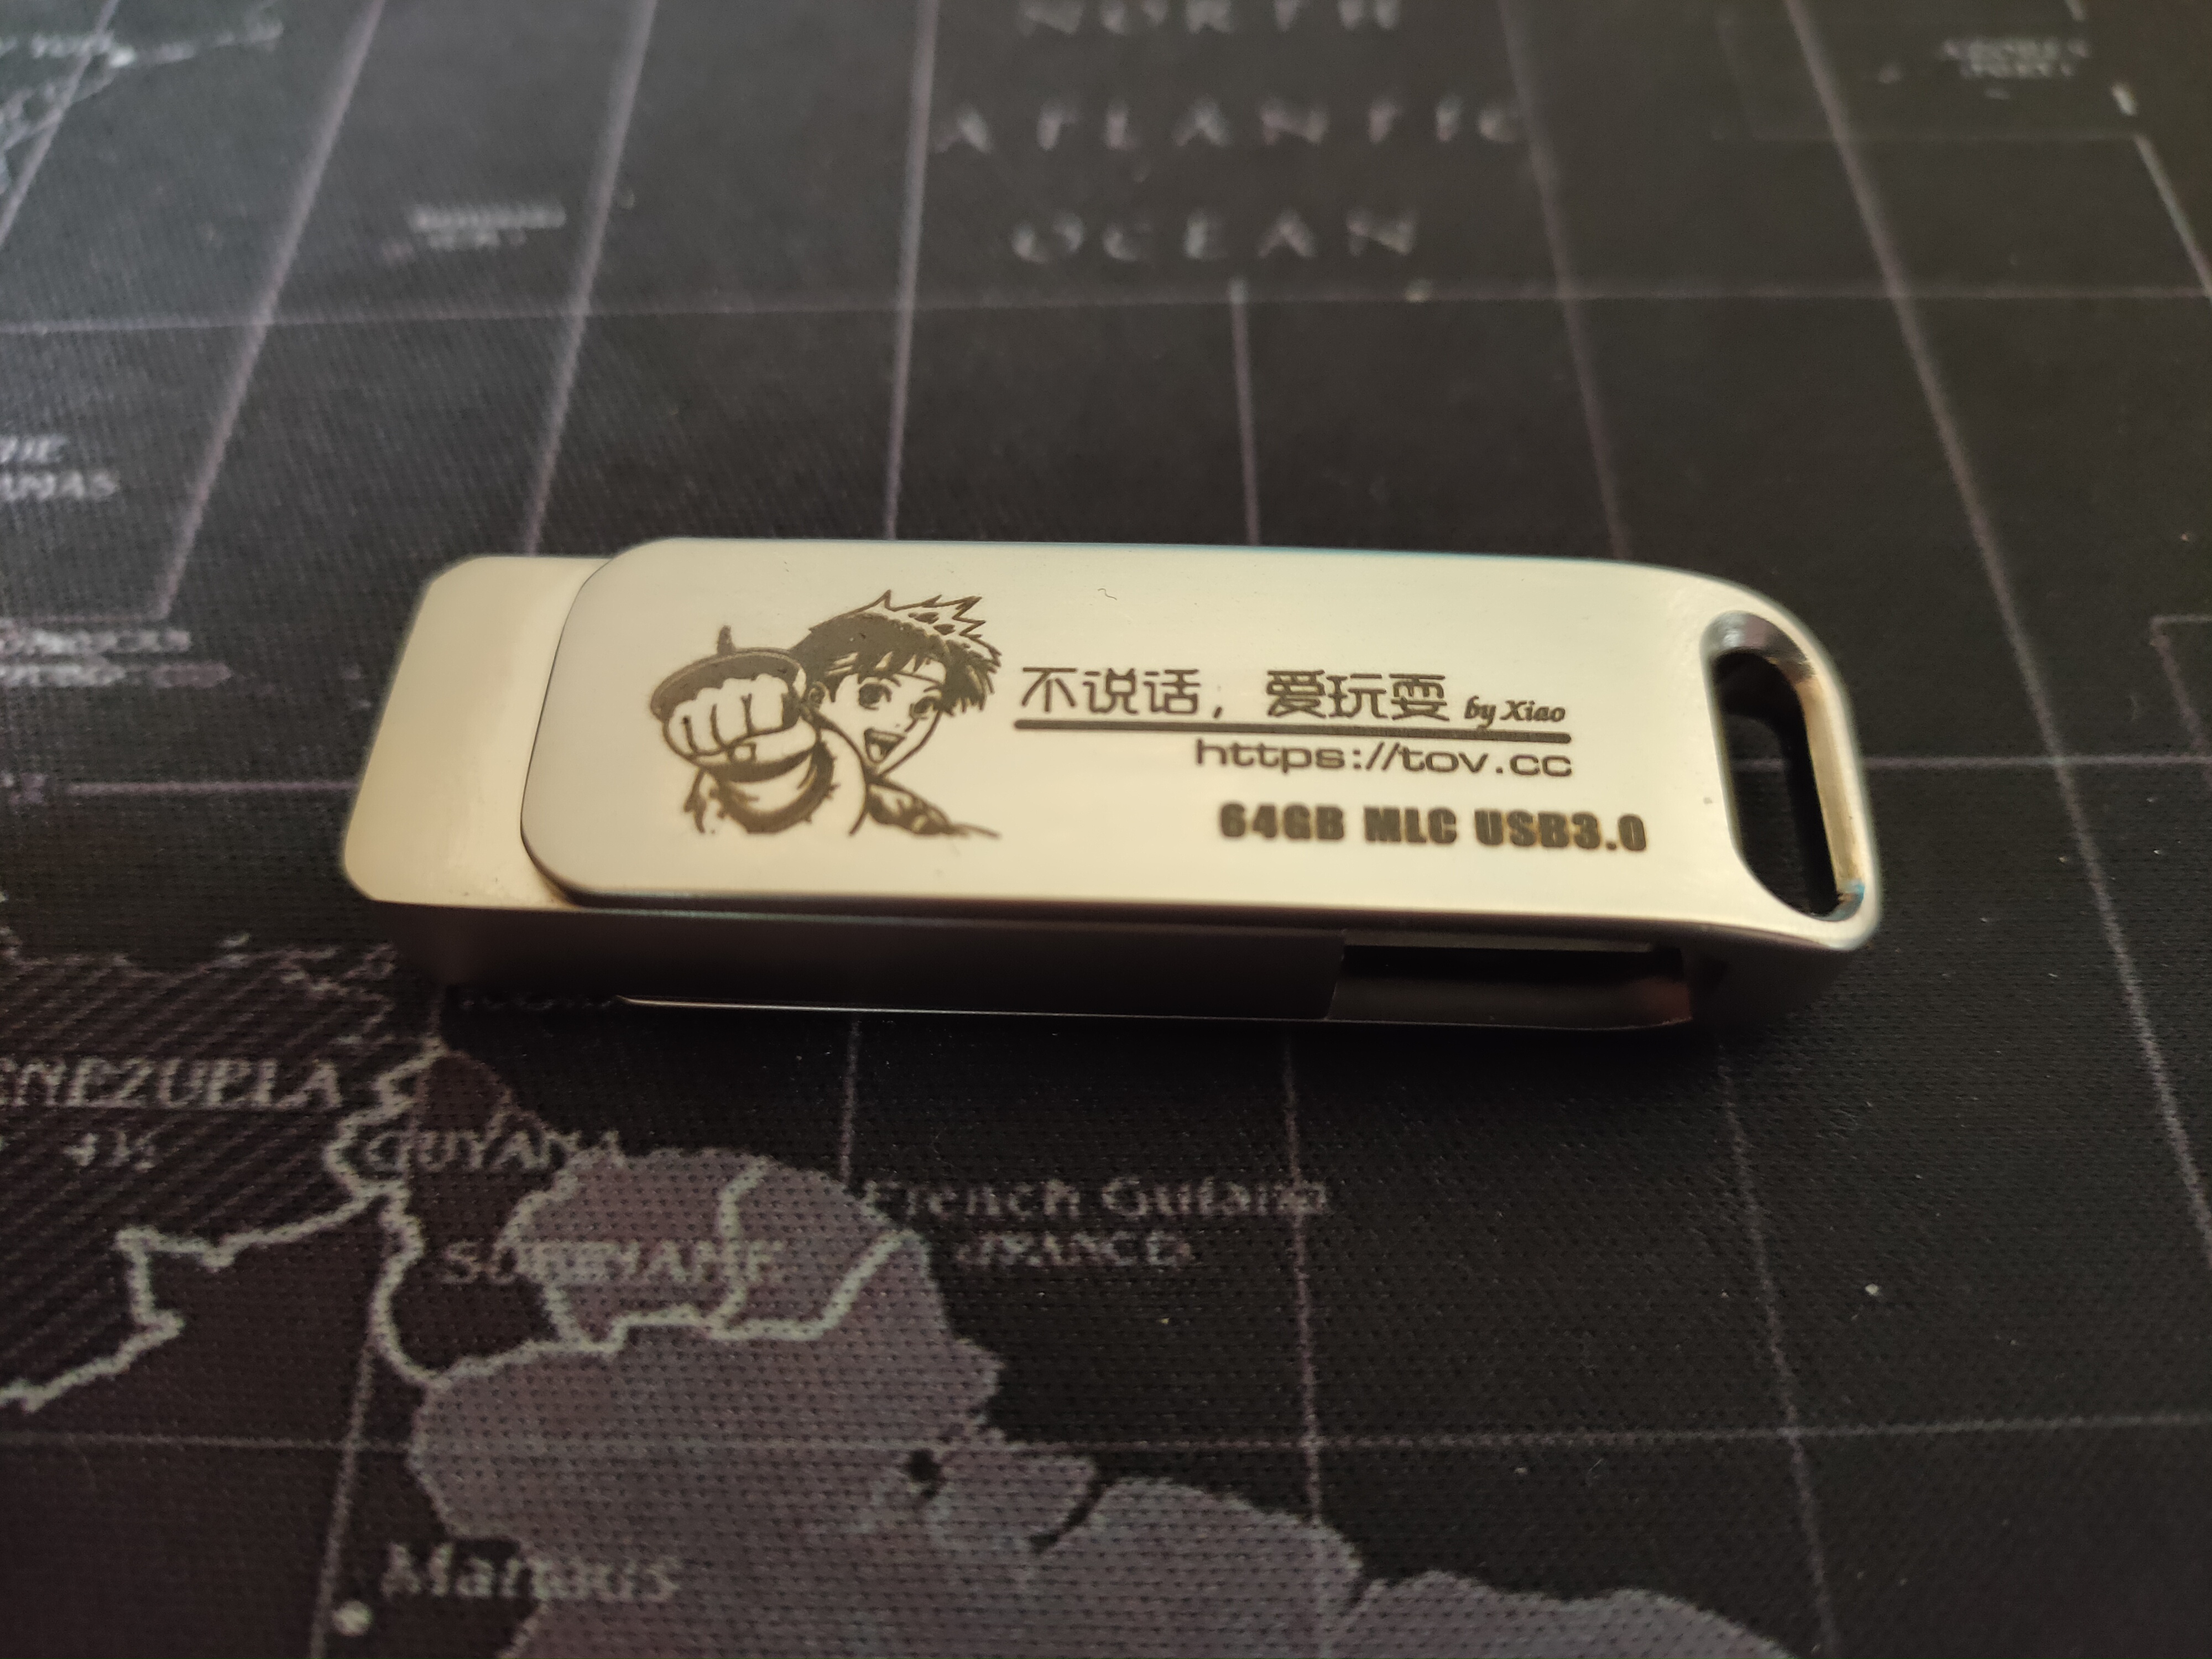 NORTH
ATLANTIC
OCEAN
不说话，爱玩耍 by Xiao
https://tov.cc
64GB MLC USB3.0
GUYANA
SURINAME
French Guiana
(FRANCE)
Manaus